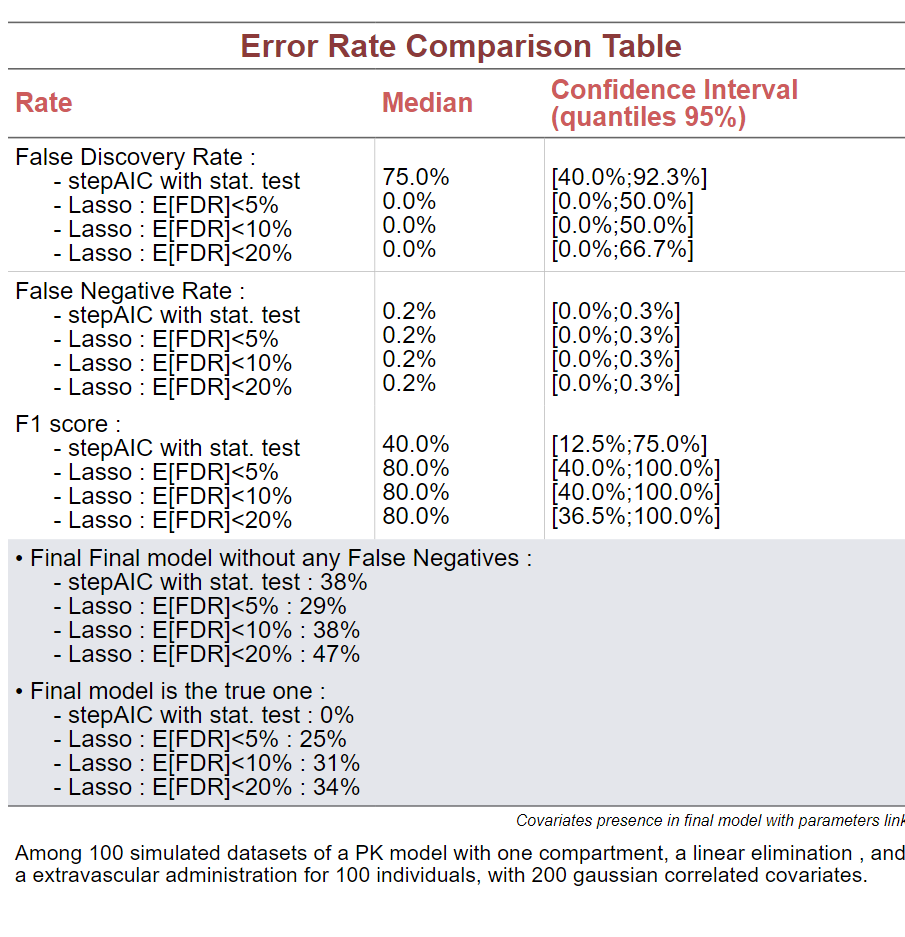 Error Rate Comparison Table
Rate Median Confidence Interval (quantiles 95%)
False Discovery Rate :
- stepAIC with stat. test 75.0% [40.0%;92.3%]
- Lasso : E[FDR]<5% 0.0% [0.0%;50.0%]
- Lasso : E[FDR]<10% 0.0% [0.0%;50.0%]
- Lasso : E[FDR]<20% 0.0% [0.0%;66.7%]
False Negative Rate :
- stepAIC with stat. test 0.2% [0.0%;0.3%]
- Lasso : E[FDR]<5% 0.2% [0.0%;0.3%]
- Lasso : E[FDR]<10% 0.2% [0.0%;0.3%]
- Lasso : E[FDR]<20% 0.2% [0.0%;0.3%]
F1 score :
- stepAIC with stat. test 40.0% [12.5%;75.0%]
- Lasso : E[FDR]<5% 80.0% [40.0%;100.0%]
- Lasso : E[FDR]<10% 80.0% [40.0%;100.0%]
- Lasso : E[FDR]<20% 80.0% [36.5%;100.0%]
• Final Final model without any False Negatives :
- stepAIC with stat. test : 38%
- Lasso : E[FDR]<5% : 29%
- Lasso : E[FDR]<10% : 38%
- Lasso : E[FDR]<20% : 47%
• Final model is the true one :
- stepAIC with stat. test : 0%
- Lasso : E[FDR]<5% : 25%
- Lasso : E[FDR]<10% : 31%
- Lasso : E[FDR]<20% : 34%
Covariates presence in final model with parameters link
Among 100 simulated datasets of a PK model with one compartment, a linear elimination , and
a extravascular administration for 100 individuals, with 200 gaussian correlated covariates.